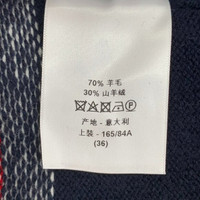 70% 羊毛
30% 山羊绒
产地 - 意大利
上装 - 165/84A
(36)